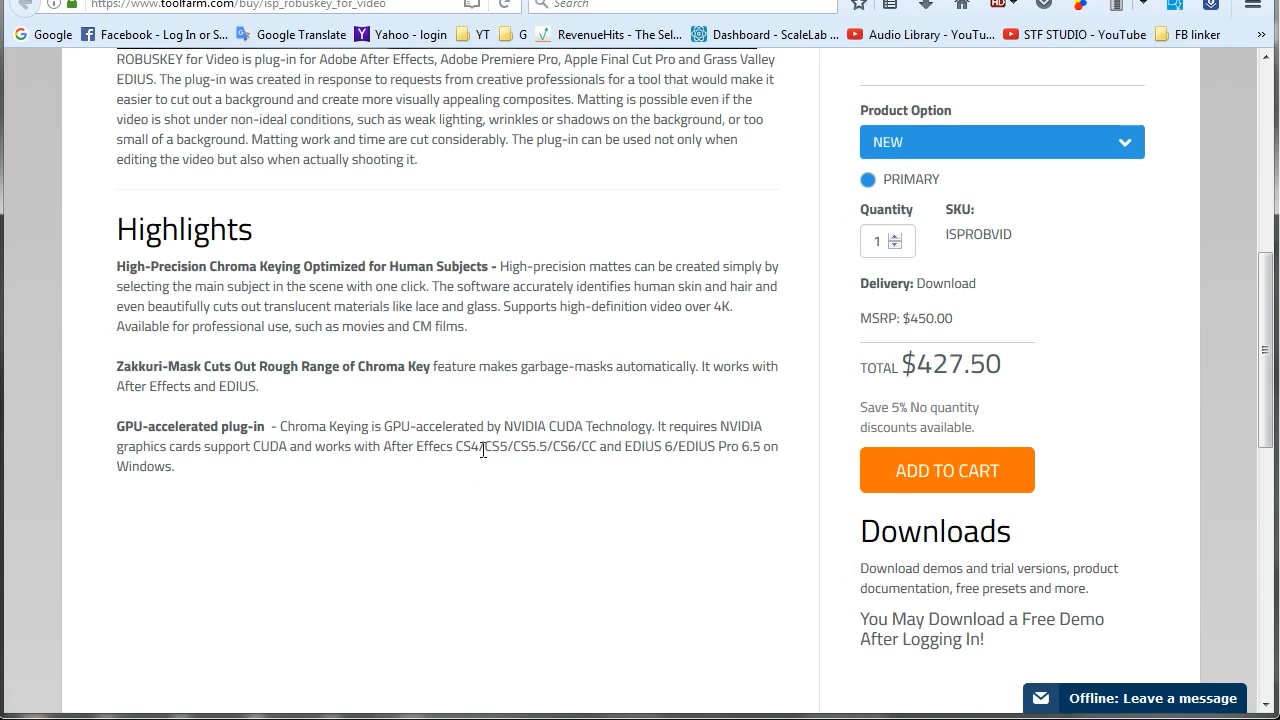 https://www.toolfarm.com/buy/isp_robuskey_for_video
Search
Google
Facebook - Log In or S...
Google Translate
Yahoo - login
YT
G
RevenueHits - The Sel...
Dashboard - ScaleLab ...
Audio Library - YouTu...
STF STUDIO - YouTube
FB linker
ROBUSKEY for Video is plug-in for Adobe After Effects, Adobe Premiere Pro, Apple Final Cut Pro and Grass Valley
EDIUS. The plug-in was created in response to requests from creative professionals for a tool that would make it
easier to cut out a background and create more visually appealing composites. Matting is possible even if the
video is shot under non-ideal conditions, such as weak lighting, wrinkles or shadows on the background, or too
small of a background. Matting work and time are cut considerably. The plug-in can be used not only when
editing the video but also when actually shooting it.
Highlights
High-Precision Chroma Keying Optimized for Human Subjects - High-precision mattes can be created simply by
selecting the main subject in the scene with one click. The software accurately identifies human skin and hair and
even beautifully cuts out translucent materials like lace and glass. Supports high-definition video over 4K.
Available for professional use, such as movies and CM films.
Zakkuri-Mask Cuts Out Rough Range of Chroma Key feature makes garbage-masks automatically. It works with
After Effects and EDIUS.
GPU-accelerated plug-in - Chroma Keying is GPU-accelerated by NVIDIA CUDA Technology. It requires NVIDIA
graphics cards support CUDA and works with After Effecs CS4/CS5/CS5.5/CS6/CC and EDIUS 6/EDIUS Pro 6.5 on
Windows.
Product Option
NEW
PRIMARY
Quantity
SKU:
1
ISPROBVID
Delivery: Download
MSRP: $450.00
TOTAL $427.50
Save 5% No quantity
discounts available.
ADD TO CART
Downloads
Download demos and trial versions, product
documentation, free presets and more.
You May Download a Free Demo
After Logging In!
Offline: Leave a message